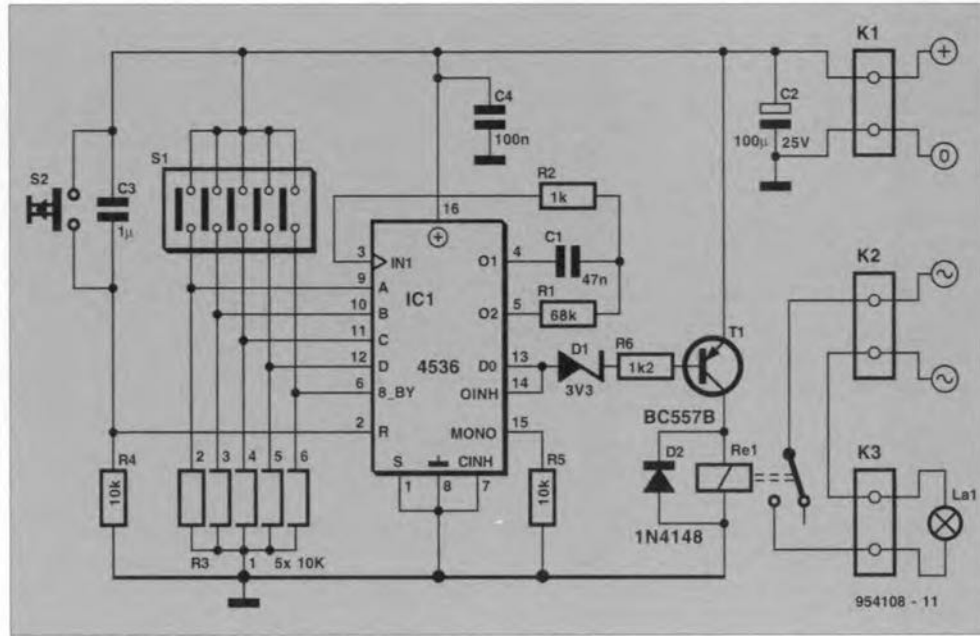 K1
+
C2
100µ
25V
0
C4
100n
S1
S2
C3
1µ
R2
1k
16
+
3
IN1
O1
4
C1
47n
9
A
IC1
10
B
O2
5
R1
68k
11
C
4536
12
D
D0
13
D1
3V3
R6
1k2
T1
6
8_BY
OINH
14
BC557B
2
R
MONO
15
S
CINH
1
8
7
R5
10k
D2
1N4148
Re1
K2
~
~
K3
La1
R4
10k
2
3
4
5
6
R3
1
5x 10K
954108 - 11